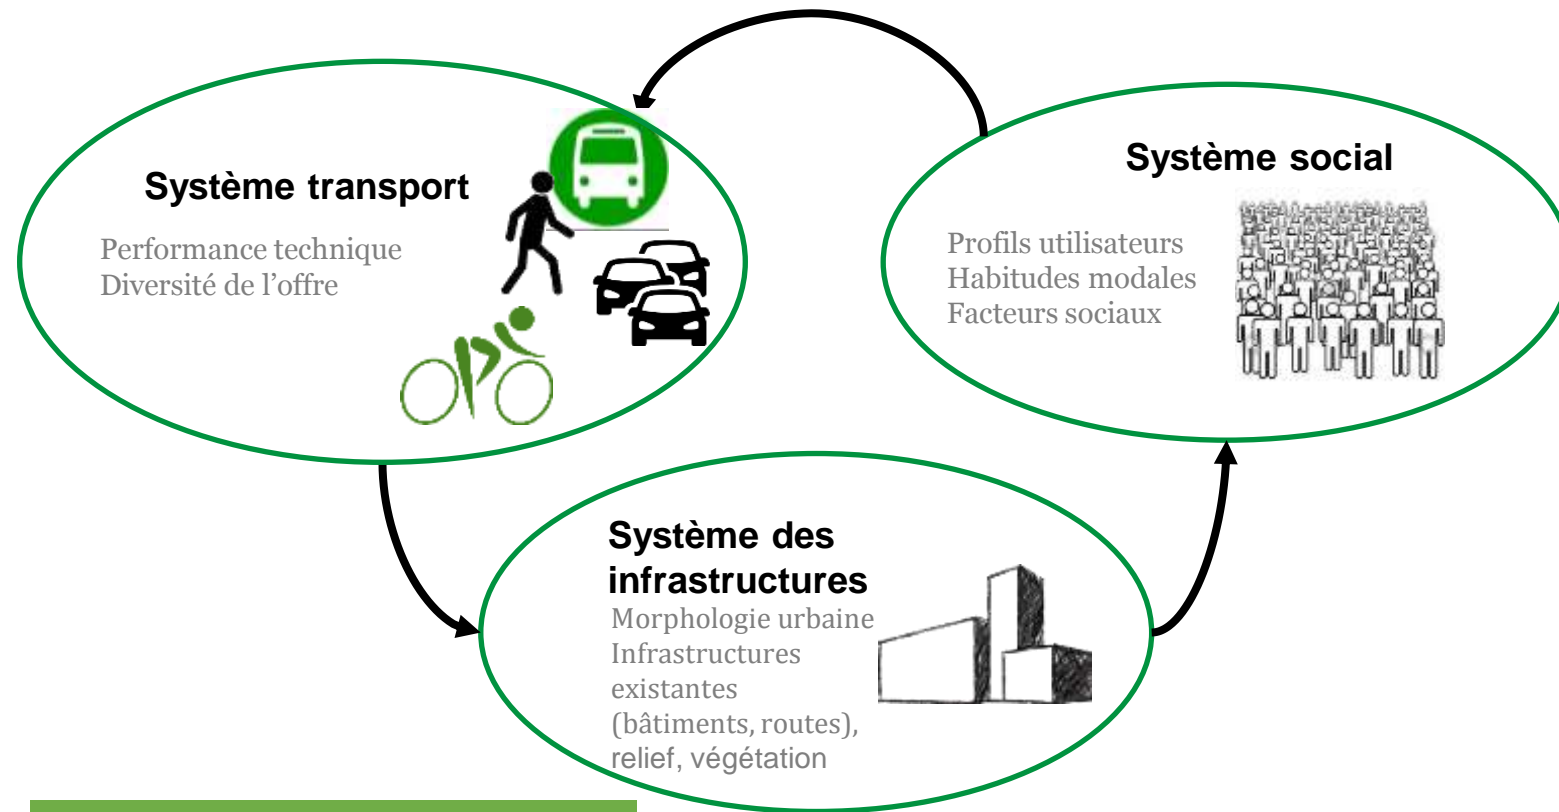 Système transport
Performance technique
Diversité de l’offre
Système social
Profils utilisateurs
Habitudes modales
Facteurs sociaux
Système des
infrastructures
Morphologie urbaine
Infrastructures
existantes
(bâtiments, routes),
relief, végétation